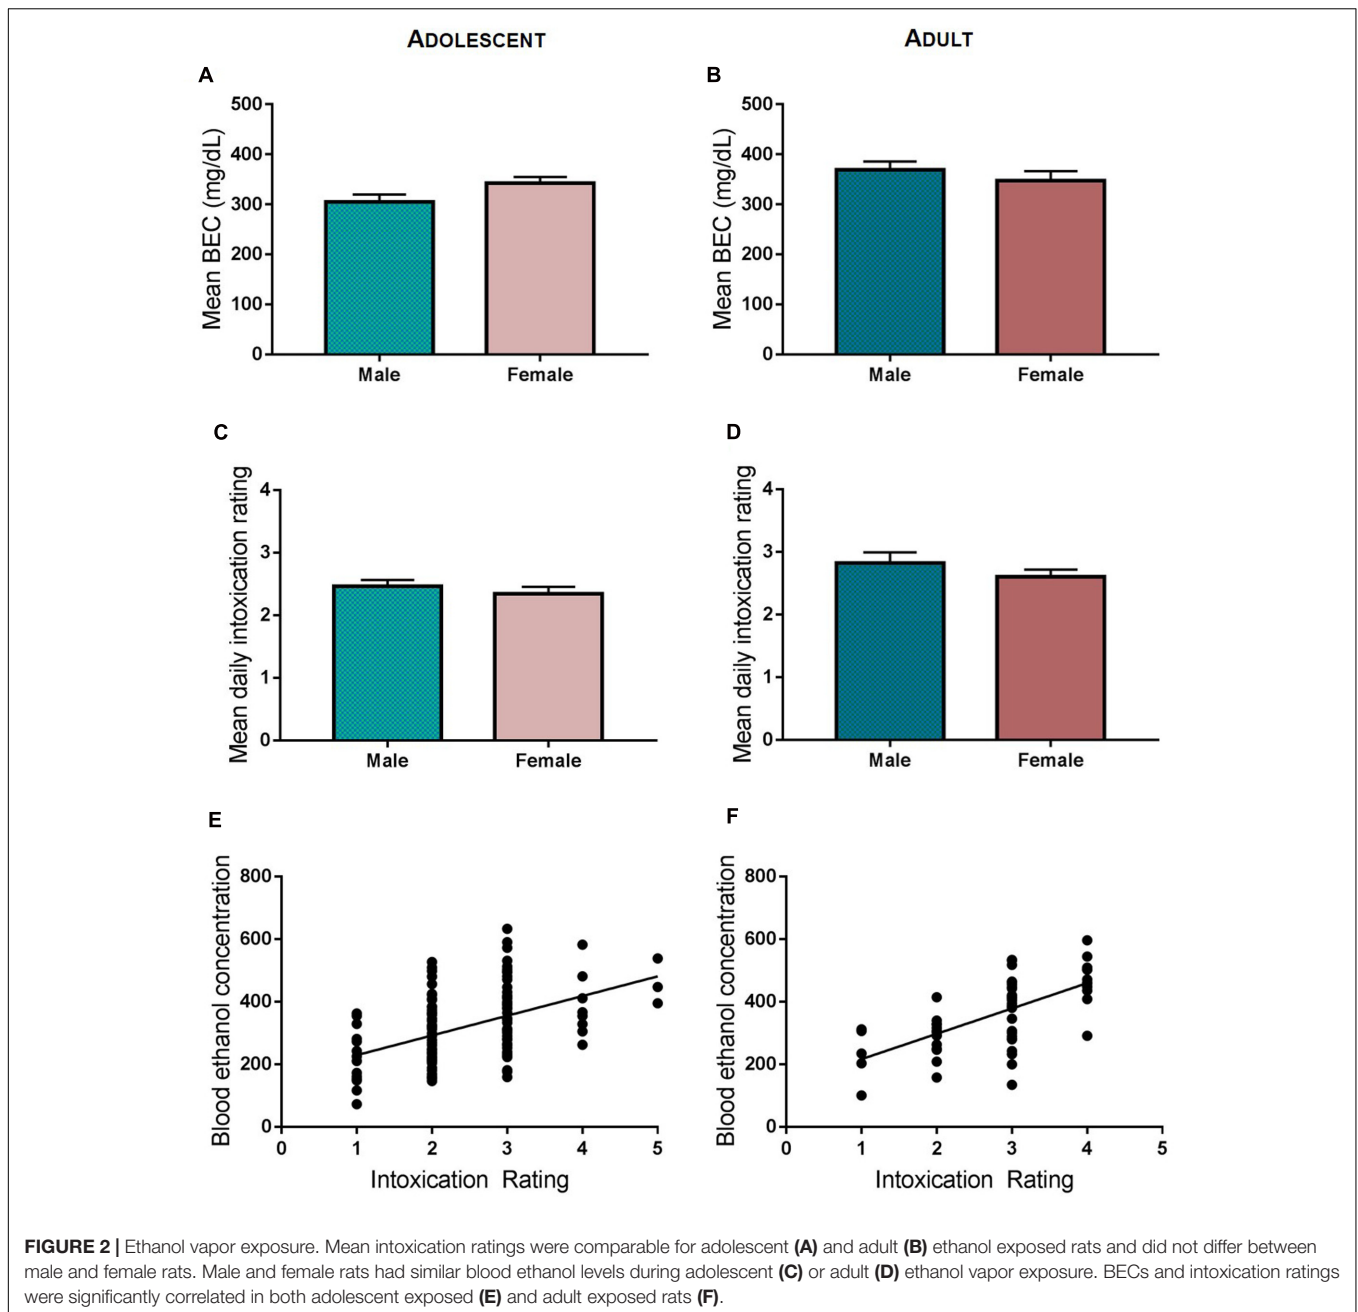 ADOLESCENT
ADULT
A
500
400
300
200
100
0
Mean BEC (mg/dL)
Male
Female
B
500
400
300
200
100
0
Mean BEC (mg/dL)
Male
Female
C
4
3
2
1
0
Mean daily intoxication rating
Male
Female
D
4
3
2
1
0
Mean daily intoxication rating
Male
Female
E
800
600
400
200
0
Blood ethanol concentration
0 1 2 3 4 5
Intoxication Rating
F
800
600
400
200
0
Blood ethanol concentration
0 1 2 3 4 5
Intoxication Rating
FIGURE 2 | Ethanol vapor exposure. Mean intoxication ratings were comparable for adolescent (A) and adult (B) ethanol exposed rats and did not differ between
male and female rats. Male and female rats had similar blood ethanol levels during adolescent (C) or adult (D) ethanol vapor exposure. BECs and intoxication ratings
were significantly correlated in both adolescent exposed (E) and adult exposed rats (F).